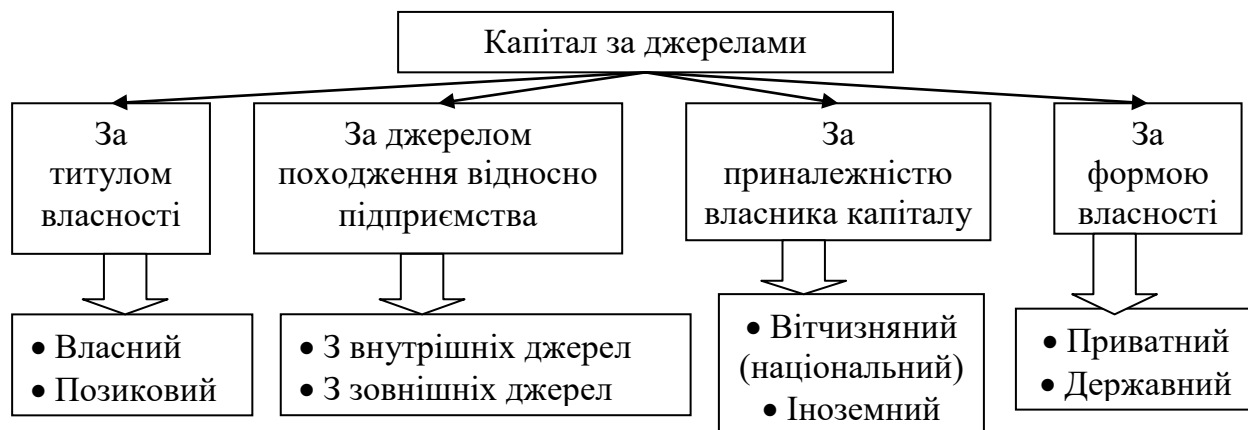 Капітал за джерелами
За
титулом
власності
За джерелом
походження відносно
підприємства
За
приналежністю
власника капіталу
За
формою
власності
• Власний
• Позиковий
• З внутрішніх джерел
• З зовнішніх джерел
• Вітчизняний
(національний)
• Іноземний
• Приватний
• Державний